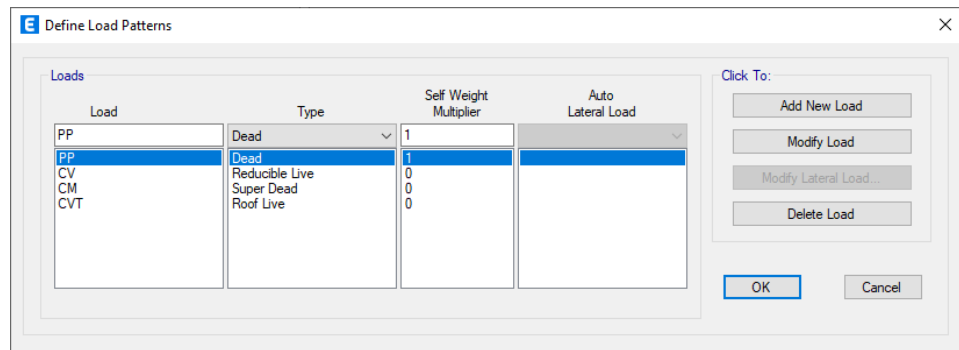 E Define Load Patterns
Loads
Click To:
Load Type Self Weight Multiplier Auto Lateral Load
PP Dead 1
PP Dead 1
CV Reducible Live 0
CM Super Dead 0
CVT Roof Live 0
Add New Load
Modify Load
Modify Lateral Load...
Delete Load
OK Cancel